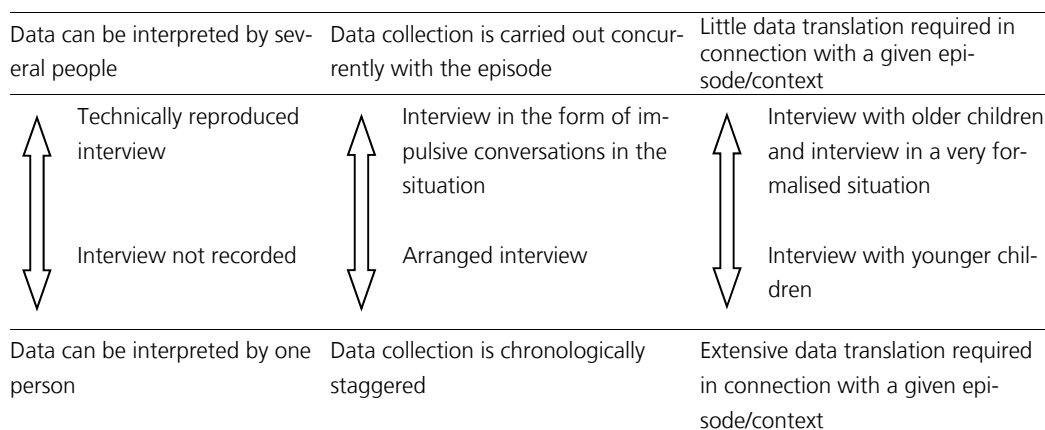 Data can be interpreted by sev-
eral people
Data collection is carried out concur-
rently with the episode
Little data translation required in
connection with a given epi-
sode/context
Technically reproduced
interview
Interview in the form of im-
pulsive conversations in the
situation
Interview with older children
and interview in a very for-
malised situation
Interview not recorded
Arranged interview
Interview with younger chil-
dren
Data can be interpreted by one
person
Data collection is chronologically
staggered
Extensive data translation required
in connection with a given epi-
sode/context